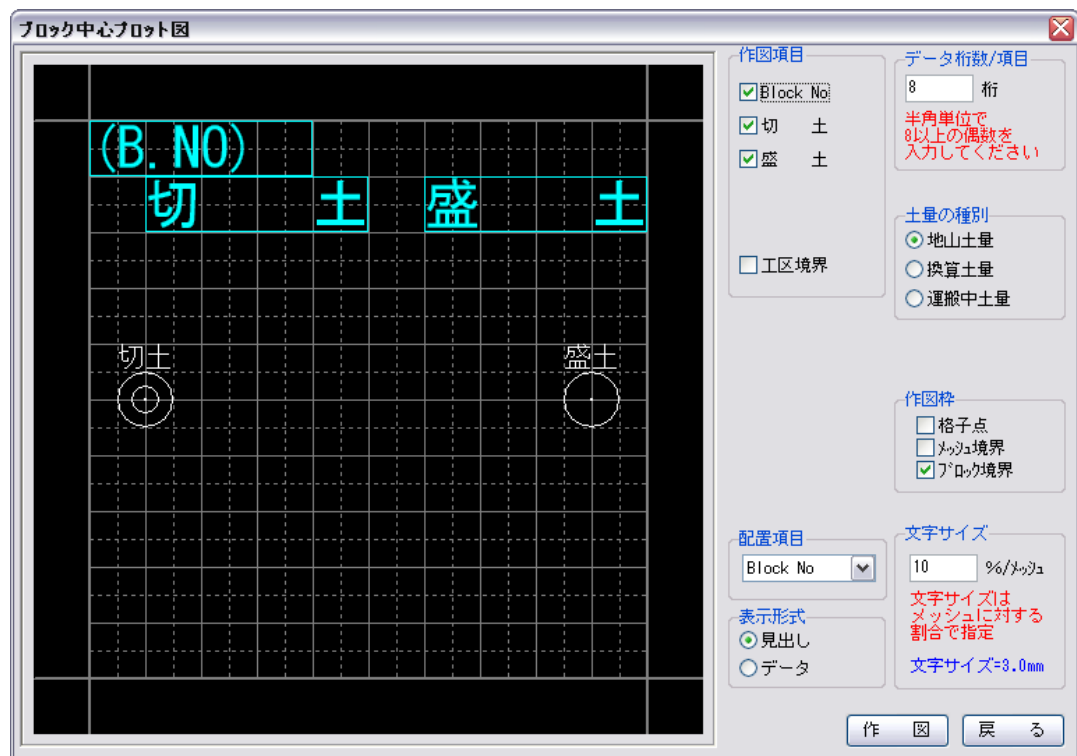 ブロック中心プロット図
(B.NO)
切　　土　盛　　土
切土　盛土
作図項目
Block No
切　　土
盛　　土
工区境界
データ桁数/項目
8 桁
半角単位で
8以上の偶数を
入力してください
土量の種別
地山土量
換算土量
運搬中土量
作図枠
格子点
ﾒｯｼｭ境界
ﾌﾞﾛｯｸ境界
配置項目
Block No
表示形式
見出し
データ
文字サイズ
10 %/ﾒｯｼｭ
文字サイズは
メッシュに対する
割合で指定
文字サイズ=3.0mm
作　　図
戻　　る